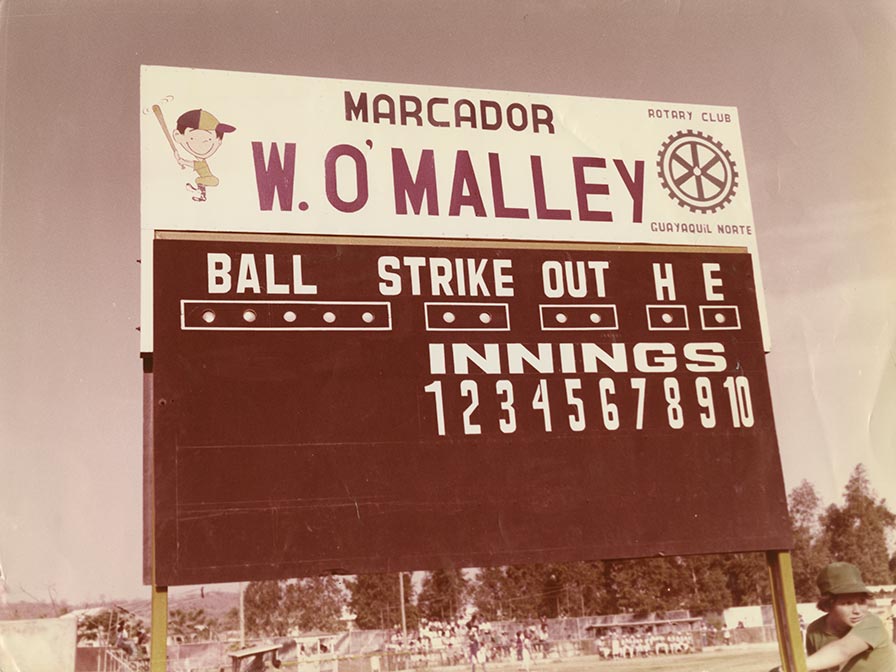 MARCADOR
W. O'MALLEY
ROTARY CLUB
GUAYAQUiL NORTE
BALL STRIKE OUT H E
INNINGS
1 2 3 4 5 6 7 8 9 10